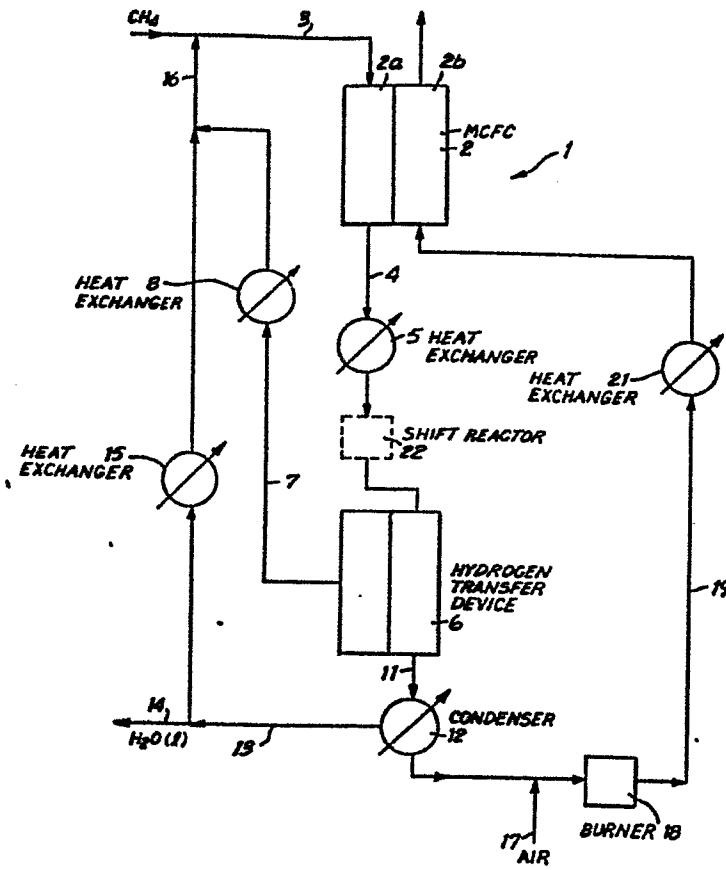 CH4
3
16
2a
2b
MCFC
2
1
4
HEAT 8
EXCHANGER
5 HEAT
EXCHANGER
HEAT 21
EXCHANGER
SHIFT REACTOR
22
HEAT 15
EXCHANGER
7
HYDROGEN
TRANSFER
DEVICE
6
19
11
14
H2O(l)
13
CONDENSER
12
17
AIR
BURNER 18